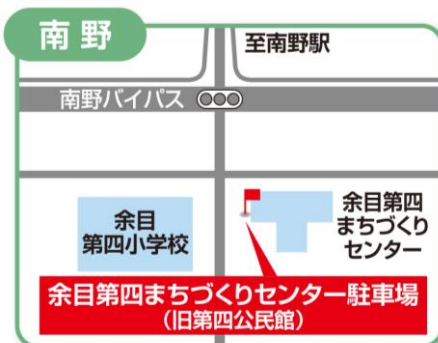 南野
至南野駅
南野バイパス
余目
第四小学校
余目第四
まちづくり
センター
余目第四まちづくりセンター駐車場
(旧第四公民館)